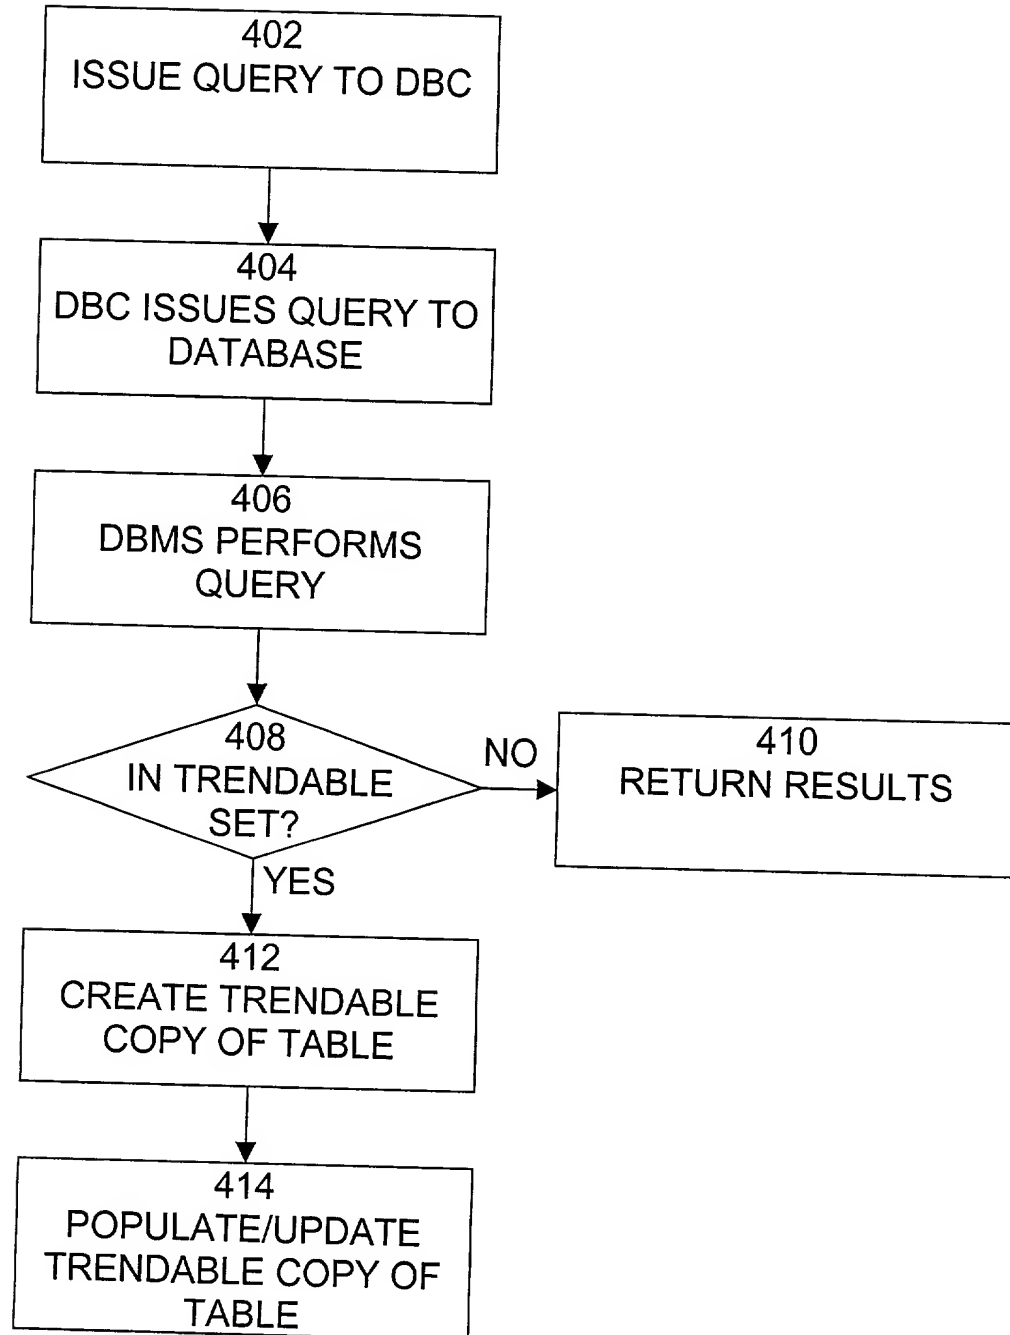 402
ISSUE QUERY TO DBC
404
DBC ISSUES QUERY TO
DATABASE
406
DBMS PERFORMS
QUERY
408
IN TRENDABLE
SET?
NO
410
RETURN RESULTS
YES
412
CREATE TRENDABLE
COPY OF TABLE
414
POPULATE/UPDATE
TRENDABLE COPY OF
TABLE